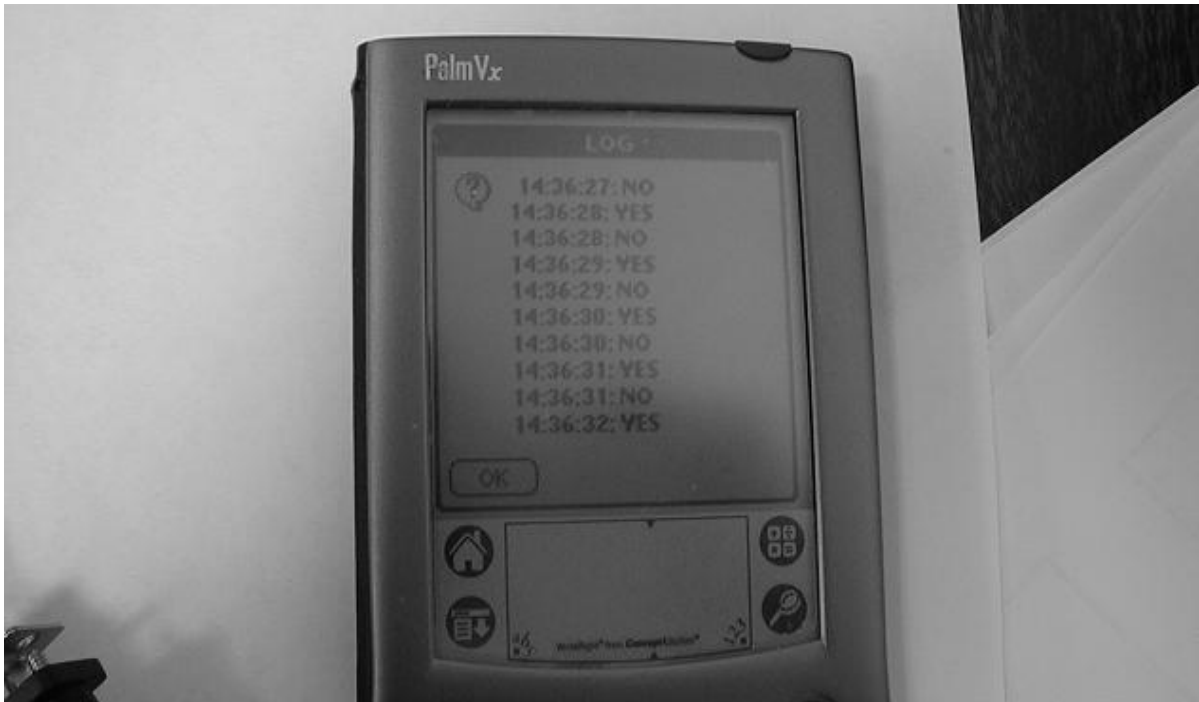 PalmVx
LOG
14:36:27: NO
14:36:28: YES
14:36:28: NO
14:36:29: YES
14:36:29: NO
14:36:30: YES
14:36:30: NO
14:36:31: YES
14:36:31: NO
14:36:32: YES
OK
123